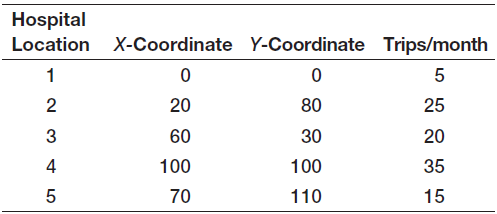 Hospital
Location X-Coordinate Y-Coordinate Trips/month
1 0 0 5
2 20 80 25
3 60 30 20
4 100 100 35
5 70 110 15